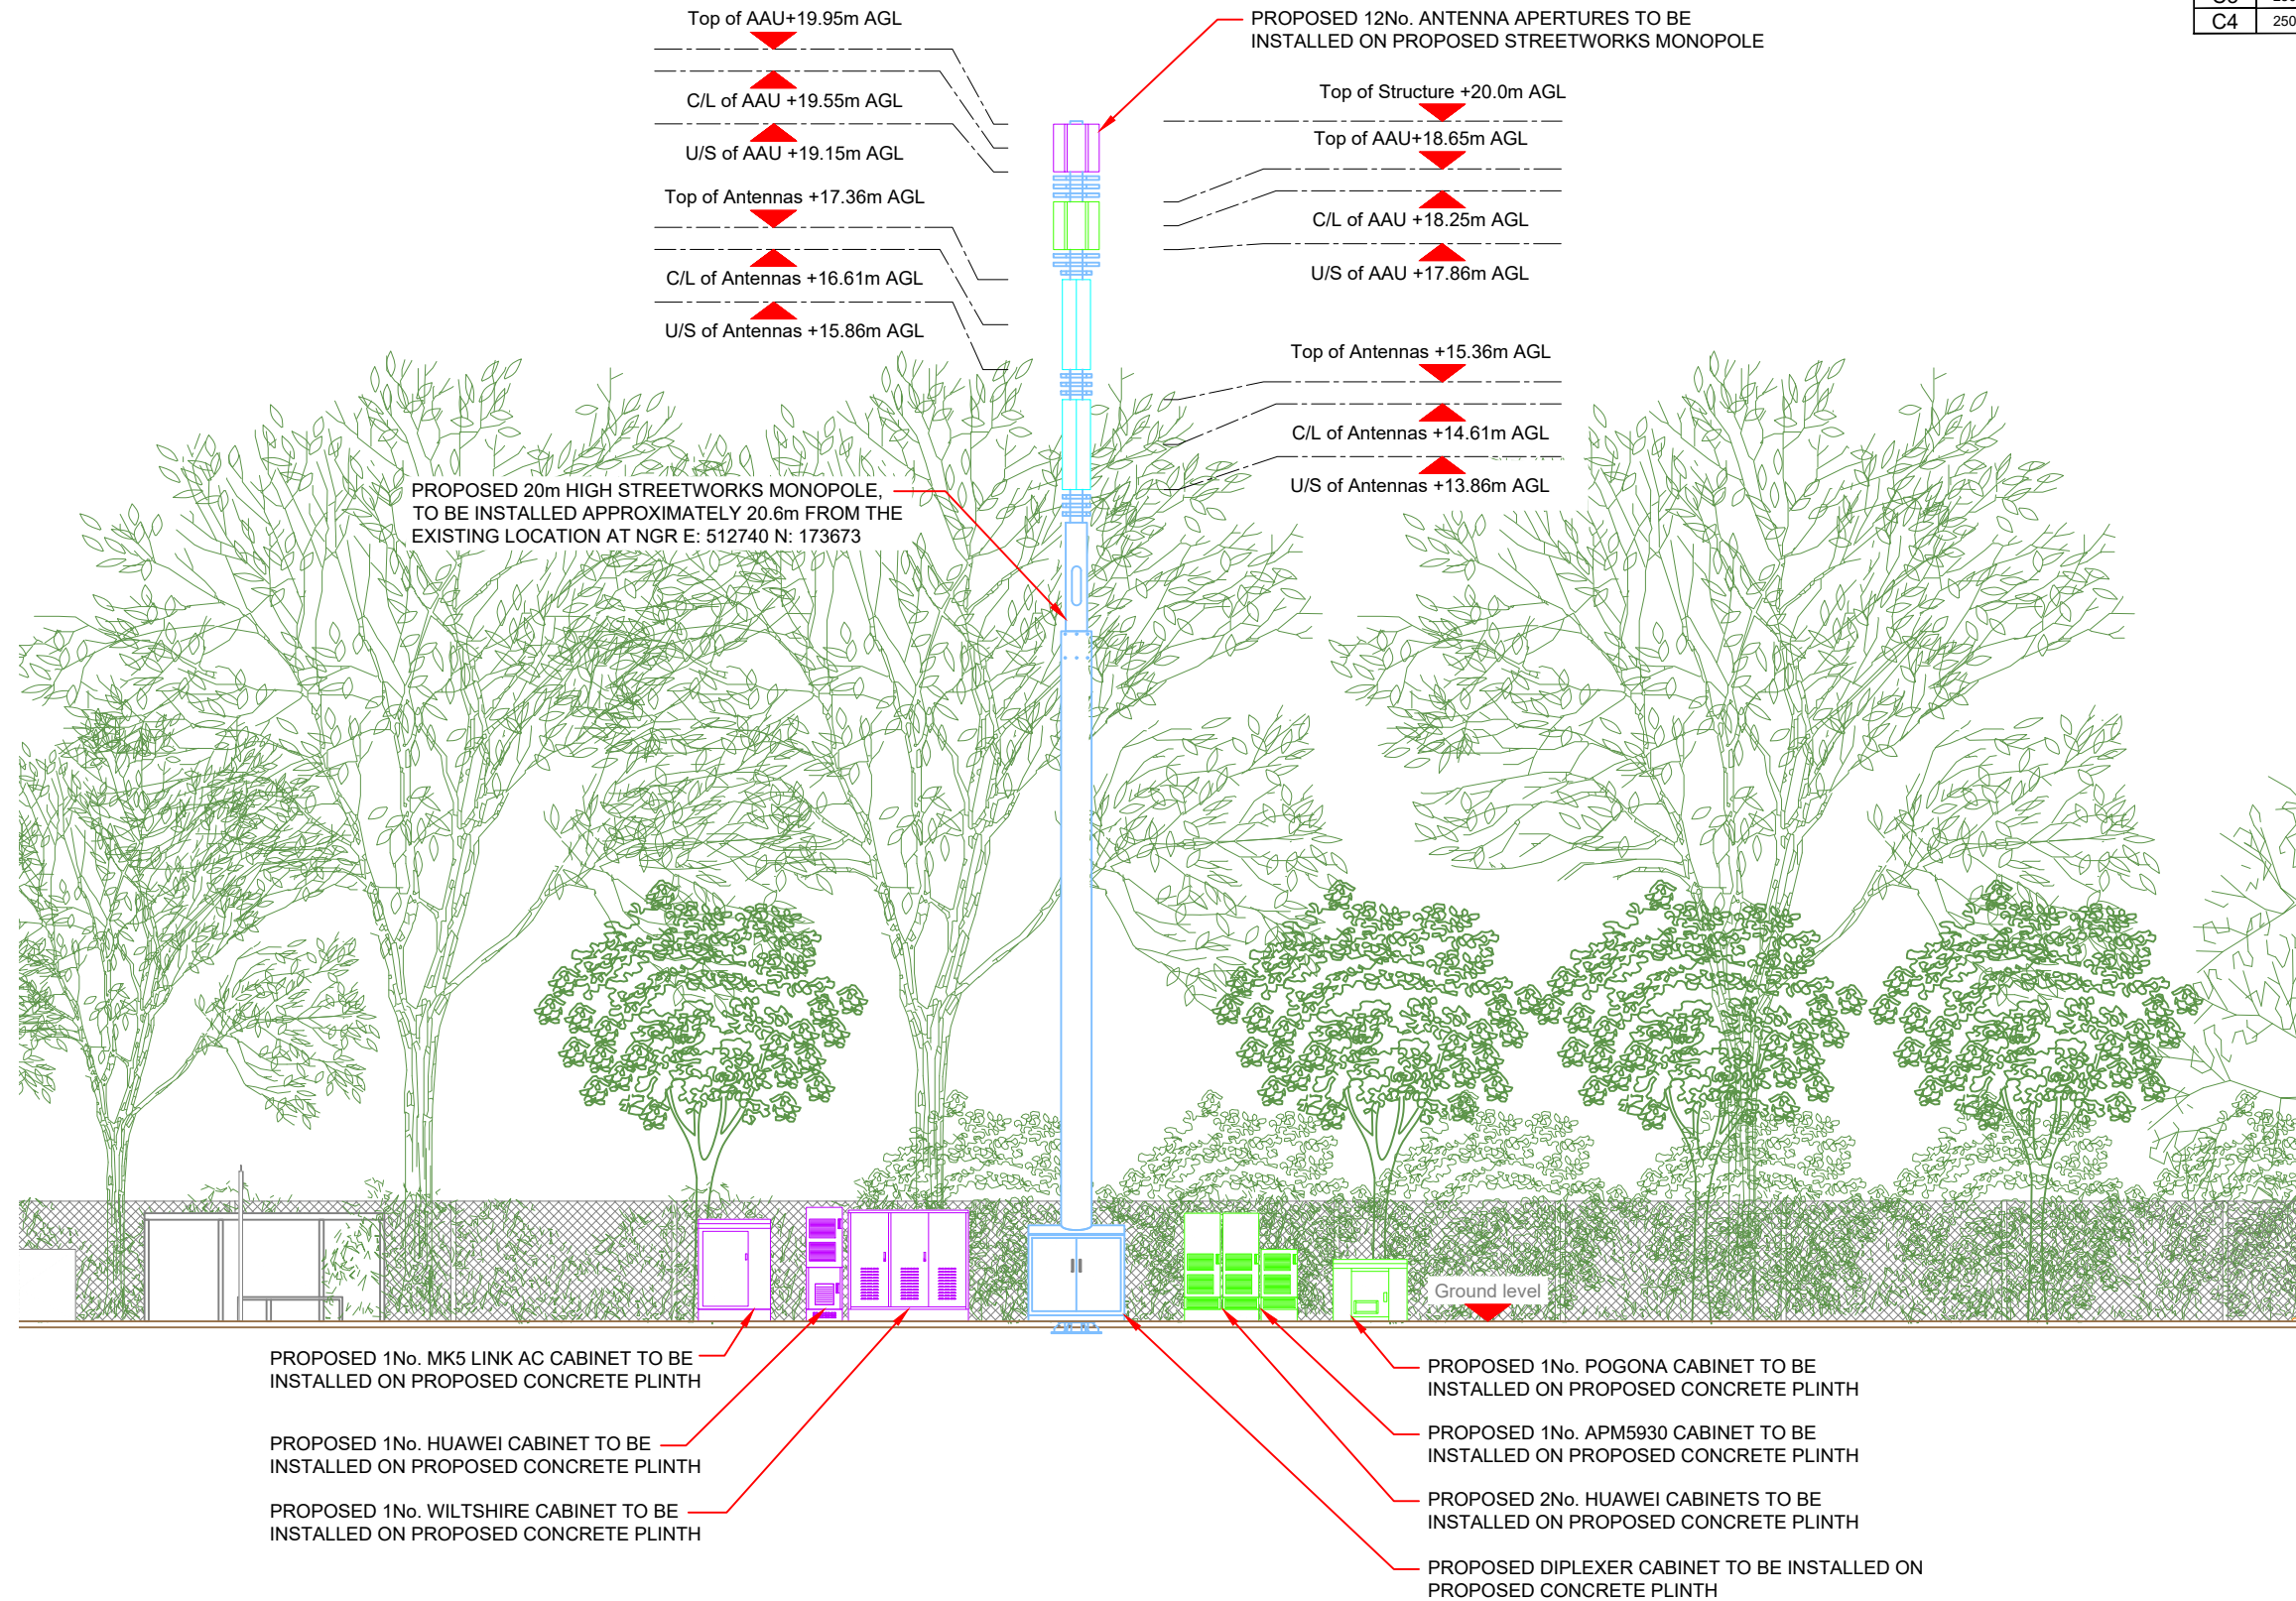 Top of AAU+19.95m AGL
C/L of AAU +19.55m AGL
U/S of AAU +19.15m AGL
Top of Antennas +17.36m AGL
C/L of Antennas +16.61m AGL
U/S of Antennas +15.86m AGL
PROPOSED 12No. ANTENNA APERTURES TO BE
INSTALLED ON PROPOSED STREETWORKS MONOPOLE
C4 250
Top of Structure +20.0m AGL
Top of AAU+18.65m AGL
C/L of AAU +18.25m AGL
U/S of AAU +17.86m AGL
Top of Antennas +15.36m AGL
C/L of Antennas +14.61m AGL
U/S of Antennas +13.86m AGL
PROPOSED 20m HIGH STREETWORKS MONOPOLE,
TO BE INSTALLED APPROXIMATELY 20.6m FROM THE
EXISTING LOCATION AT NGR E: 512740 N: 173673
Ground level
PROPOSED 1No. MK5 LINK AC CABINET TO BE
INSTALLED ON PROPOSED CONCRETE PLINTH
PROPOSED 1No. HUAWEI CABINET TO BE
INSTALLED ON PROPOSED CONCRETE PLINTH
PROPOSED 1No. WILTSHIRE CABINET TO BE
INSTALLED ON PROPOSED CONCRETE PLINTH
PROPOSED 1No. POGONA CABINET TO BE
INSTALLED ON PROPOSED CONCRETE PLINTH
PROPOSED 1No. APM5930 CABINET TO BE
INSTALLED ON PROPOSED CONCRETE PLINTH
PROPOSED 2No. HUAWEI CABINETS TO BE
INSTALLED ON PROPOSED CONCRETE PLINTH
PROPOSED DIPLEXER CABINET TO BE INSTALLED ON
PROPOSED CONCRETE PLINTH